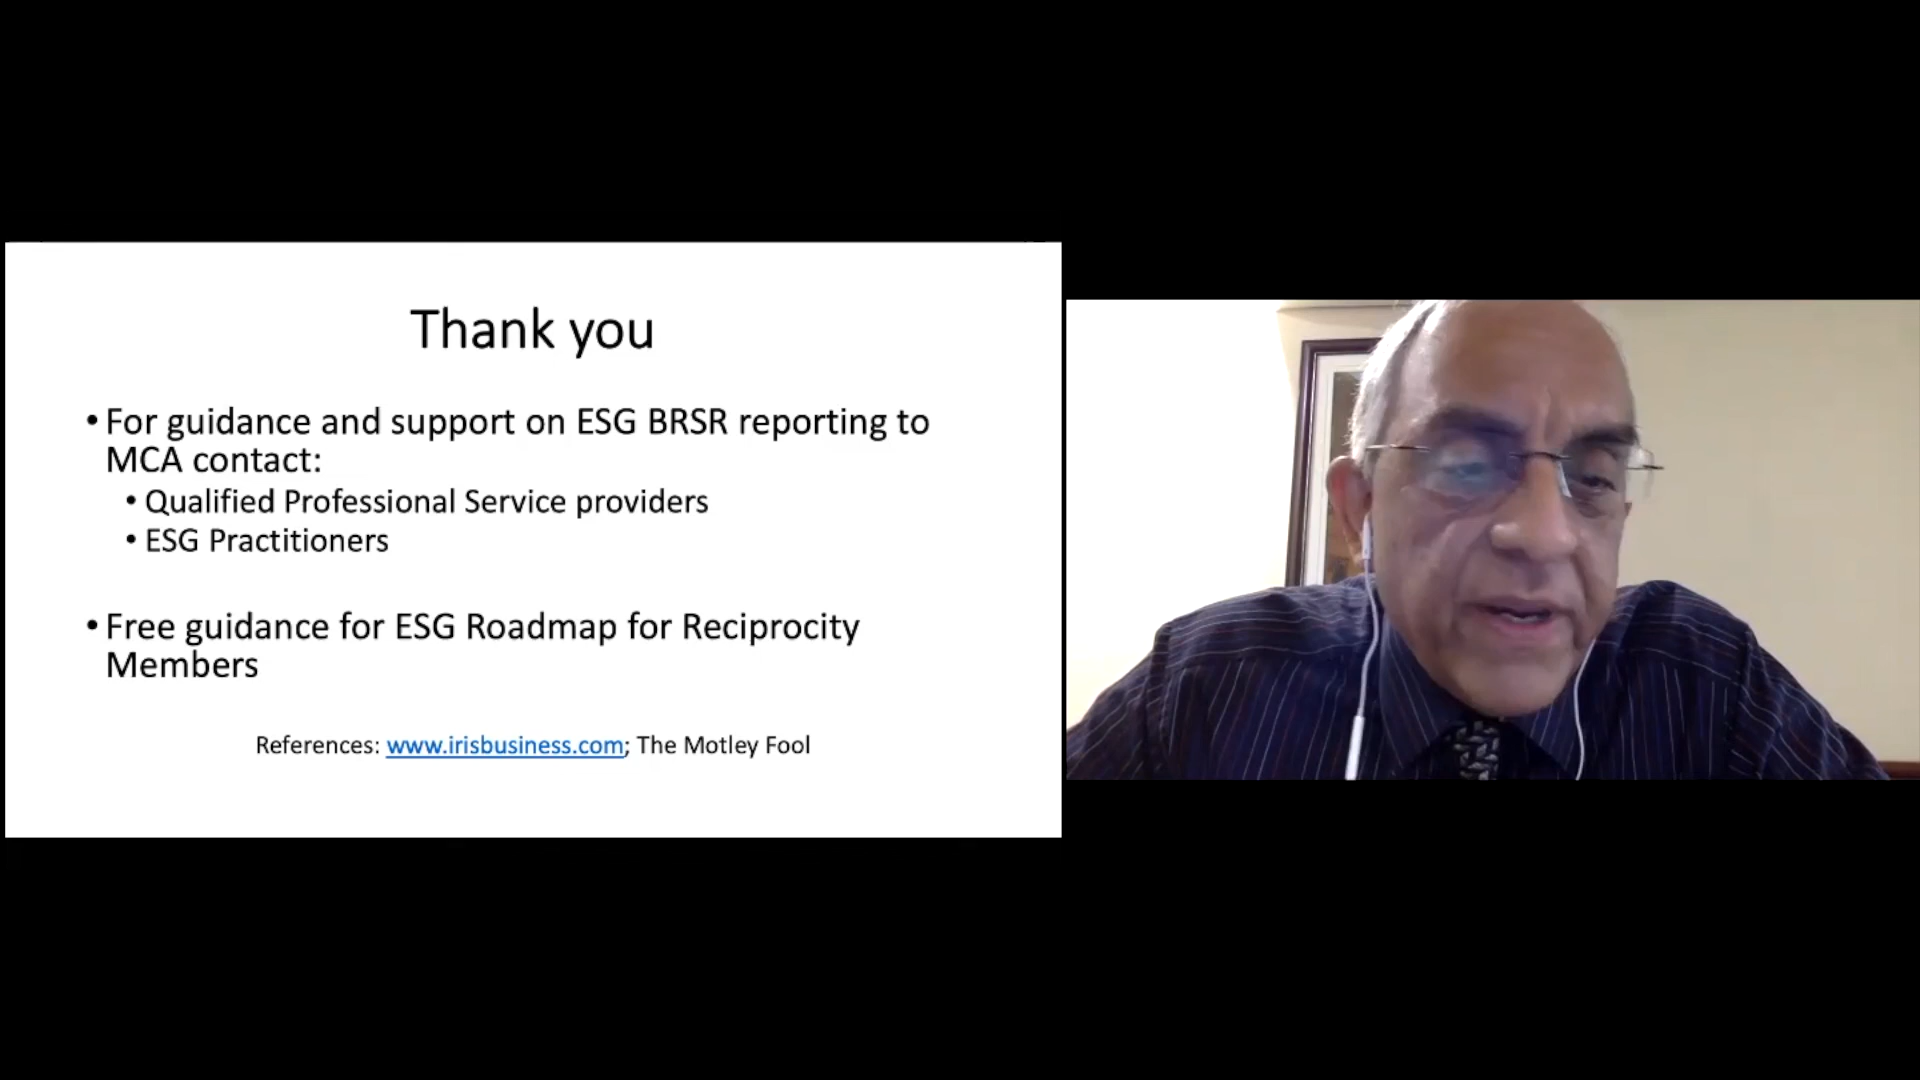 Thank you
• For guidance and support on ESG BRSR reporting to
MCA contact:
• Qualified Professional Service providers
• ESG Practitioners
• Free guidance for ESG Roadmap for Reciprocity
Members
References: www.irisbusiness.com; The Motley Fool